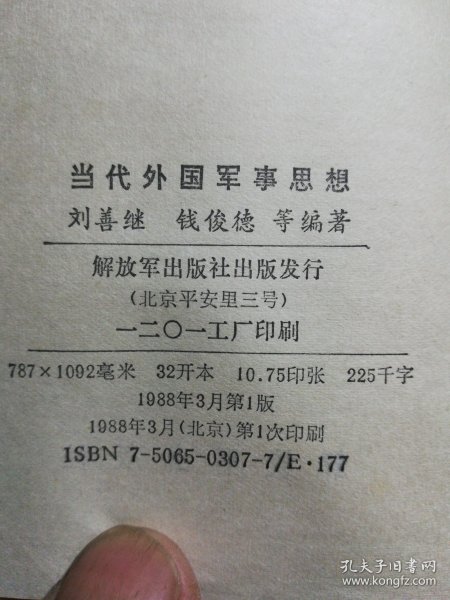 当代外国军事思想
刘善继 钱俊德 等编著
解放军出版社出版发行
(北京平安里三号)
一二〇一工厂印刷
787×1092毫米 32开本 10.75印张 225千字
1988年3月第1版
1988年3月(北京)第1次印刷
ISBN 7-5065-0307-7/E·177
孔夫子旧书网
www.kongfz.com